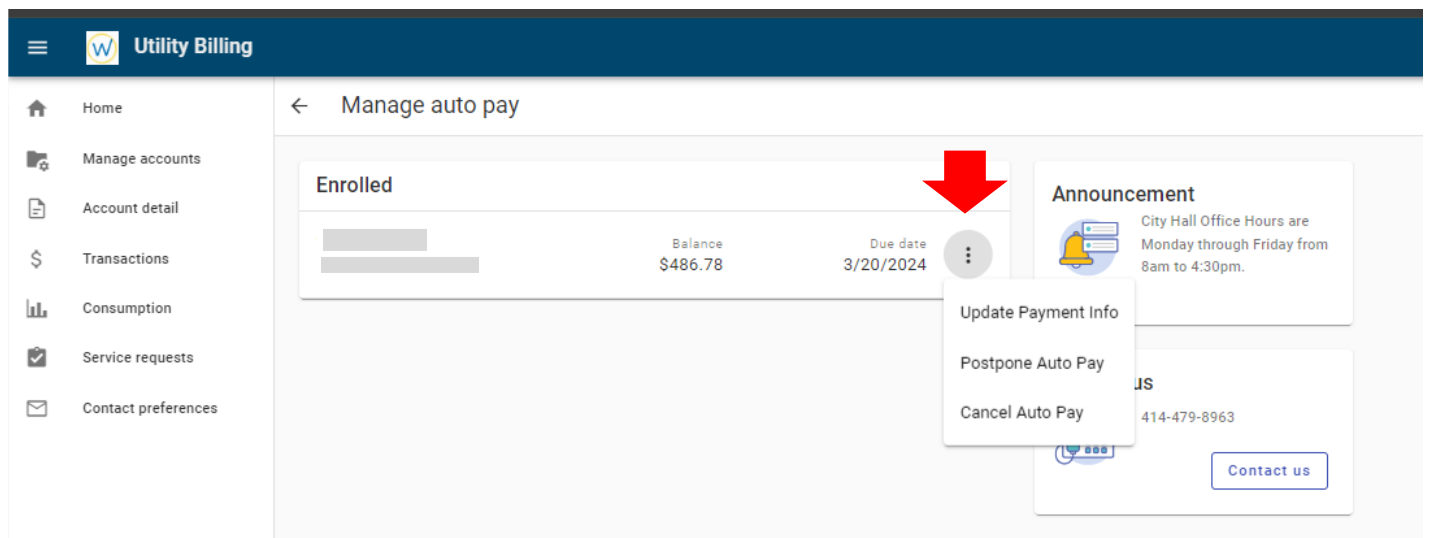 W
Utility Billing
Home
Manage accounts
Account detail
Transactions
Consumption
Service requests
Contact preferences
Manage auto pay
Enrolled
Balance
$486.78
Due date
3/20/2024
Update Payment Info
Postpone Auto Pay
Cancel Auto Pay
Announcement
City Hall Office Hours are
Monday through Friday from
8am to 4:30pm.
us
414-479-8963
Contact us